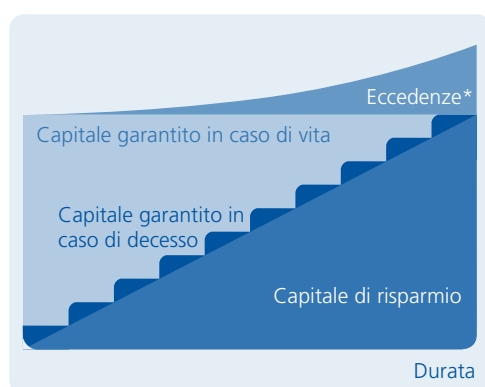 Eccedenze*
Capitale garantito in caso di vita
Capitale garantito in
caso di decesso
Capitale di risparmio
Durata